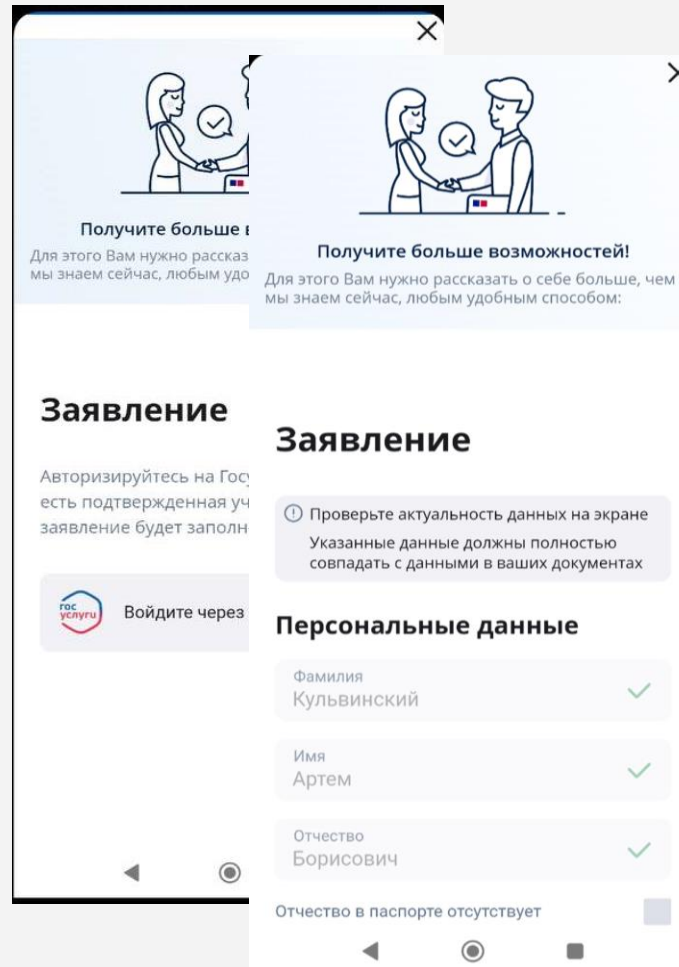 Получите больше в
Для этого Вам нужно рассказ
мы знаем сейчас, любым удо
Заявление
Авторизируйтесь на Госу
есть подтвержденная уч
заявление будет заполн
гос
услуги
Войдите через
Получите больше возможностей!
Для этого Вам нужно рассказать о себе больше, чем
мы знаем сейчас, любым удобным способом:
Заявление
Проверьте актуальность данных на экране
Указанные данные должны полностью
совпадать с данными в ваших документах
Персональные данные
Фамилия
Кульвинский
Имя
Артем
Отчество
Борисович
Отчество в паспорте отсутствует